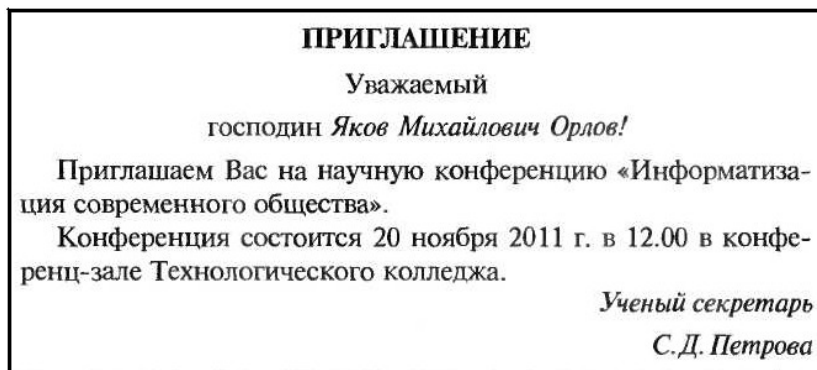 ПРИГЛАШЕНИЕ
Уважаемый
господин Яков Михайлович Орлов!
Приглашаем Вас на научную конференцию «Информатиза-
ция современного общества».
Конференция состоится 20 ноября 2011 г. в 12.00 в конфе-
ренц-зале Технологического колледжа.
Ученый секретарь
С. Д. Петрова